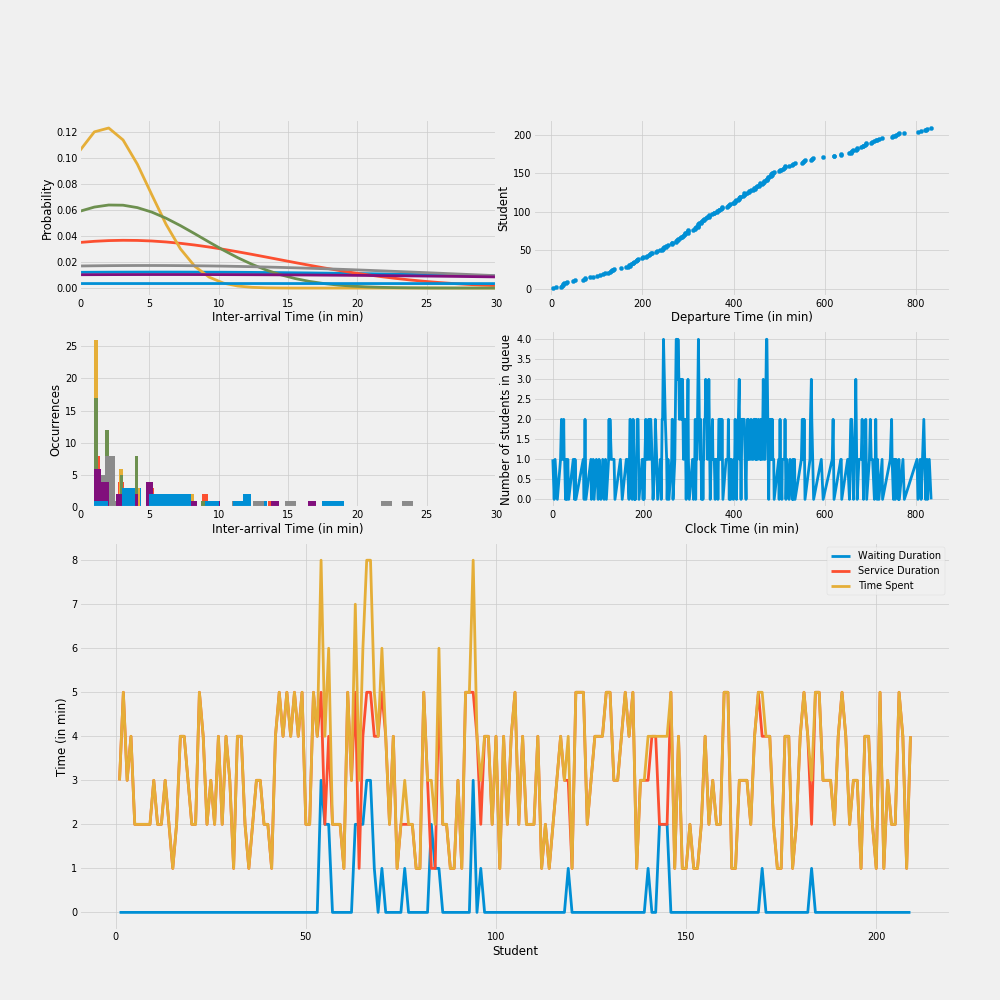 0.12
0.10
0.08
0.06
0.04
0.02
0.00
Probability
0 5 10 15 20 25 30
Inter-arrival Time (in min)
200
150
100
50
0
Student
0 200 400 600 800
Departure Time (in min)
25
20
15
10
5
0
Occurrences
0 5 10 15 20 25 30
Inter-arrival Time (in min)
4.0
3.5
3.0
2.5
2.0
1.5
1.0
0.5
0.0
Number of students in queue
0 200 400 600 800
Clock Time (in min)
Waiting Duration
Service Duration
Time Spent
8
7
6
5
4
3
2
1
0
Time (in min)
0 50 100 150 200
Student